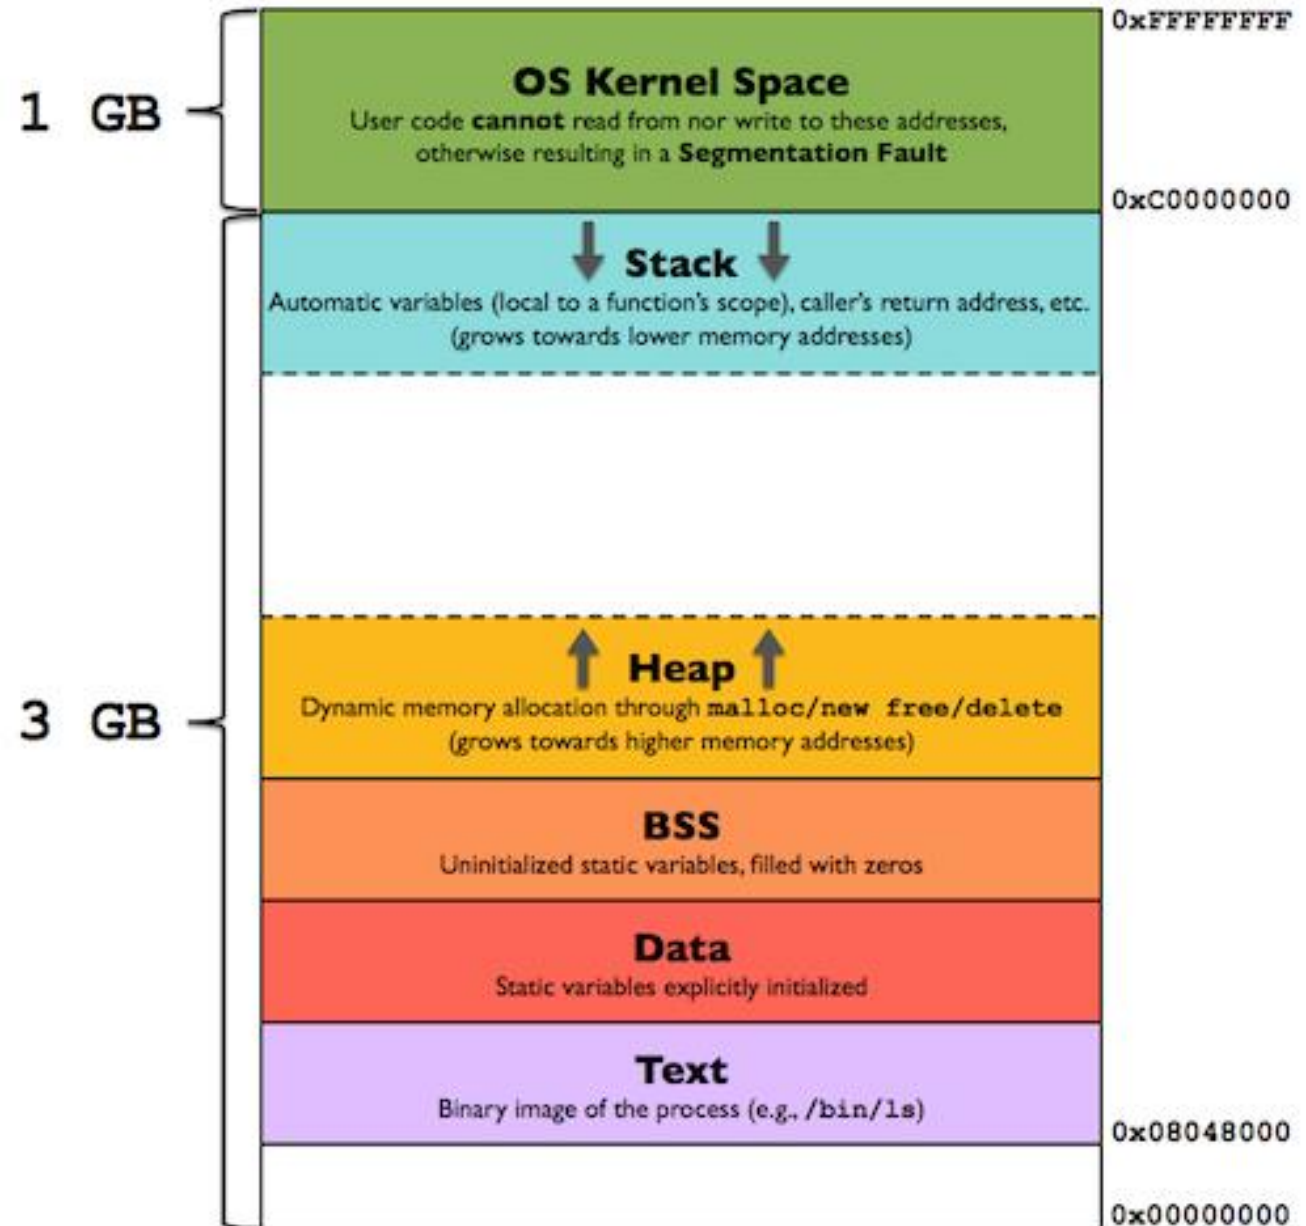 0xFFFFFFFF
OS Kernel Space
1 GB
User code cannot read from nor write to these addresses,
otherwise resulting in a Segmentation Fault
0xC0000000
Stack
Automatic variables (local to a function's scope), caller's return address, etc.
(grows towards lower memory addresses)
Heap
Dynamic memory allocation through malloc/new free/delete
3 GB
(grows towards higher memory addresses)
BSS
Uninitialized static variables, filled with zeros
Data
Static variables explicitly initialized
Text
Binary image of the process (e.g., /bin/ls)
0x08048000
0x00000000